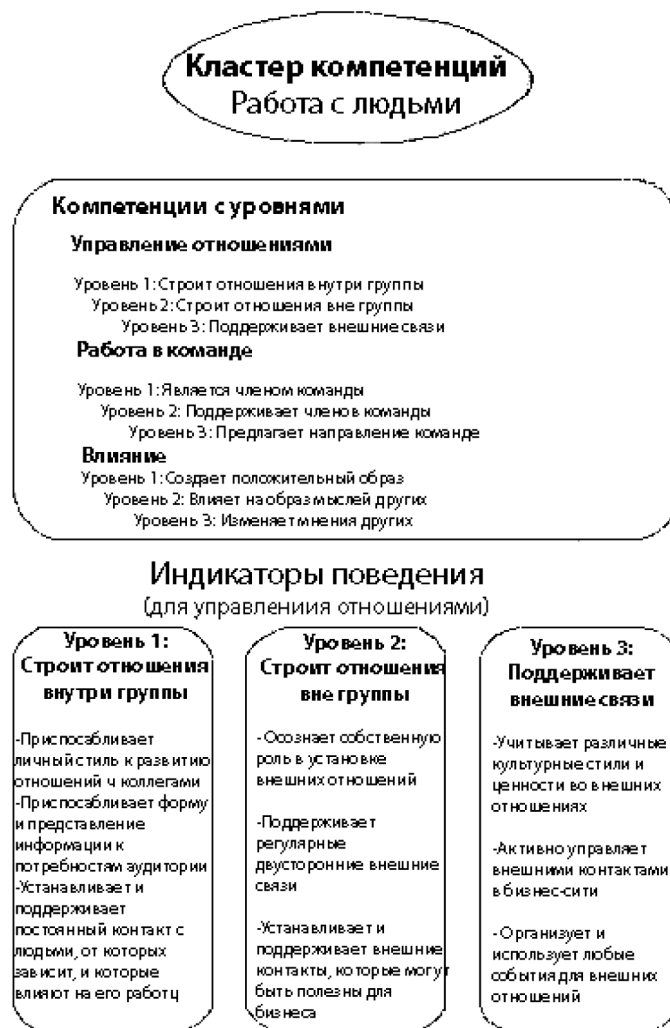 Кластер компетенций
Работа с людьми
Компетенции с уровнями
Управление отношениями
Уровень 1: Строит отношения внутри группы
Уровень 2: Строит отношения вне группы
Уровень 3: Поддерживает внешние связи
Работа в команде
Уровень 1: Является членом команды
Уровень 2: Поддерживает членов команды
Уровень 3: Предлагает направление команде
Влияние
Уровень 1: Создает положительный образ
Уровень 2: Влияет на образ мыслей других
Уровень 3: Изменяет мнения других
Индикаторы поведения
(для управлениия отношениями)
Уровень 1:
Строит отношения
внутри группы
-Приспосабливает
личный стиль к развитию
отношений ч коллегами
-Приспосабливает форму
и представление
информации к
потребностям аудитории
-Устанавливает и
поддерживает
постоянный контакт с
людьми, от которых
зависит, и которые
влияют на его работц
Уровень 2:
Строит отношения
вне группы
-Осознает собственную
роль в установке
внешних отношений
-Поддерживает
регулярные
двусторонние внешние
связи
-Устанавливает и
поддерживает внешние
контакты, которые могут
быть полезны для
бизнеса
Уровень 3:
Поддерживает
внешние связи
-Учитывает различные
культурные стили и
ценности во внешних
отношениях
-Активно управляет
внешними контактами
в бизнес-сити
-Организует и
использует любые
события для внешних
отношений